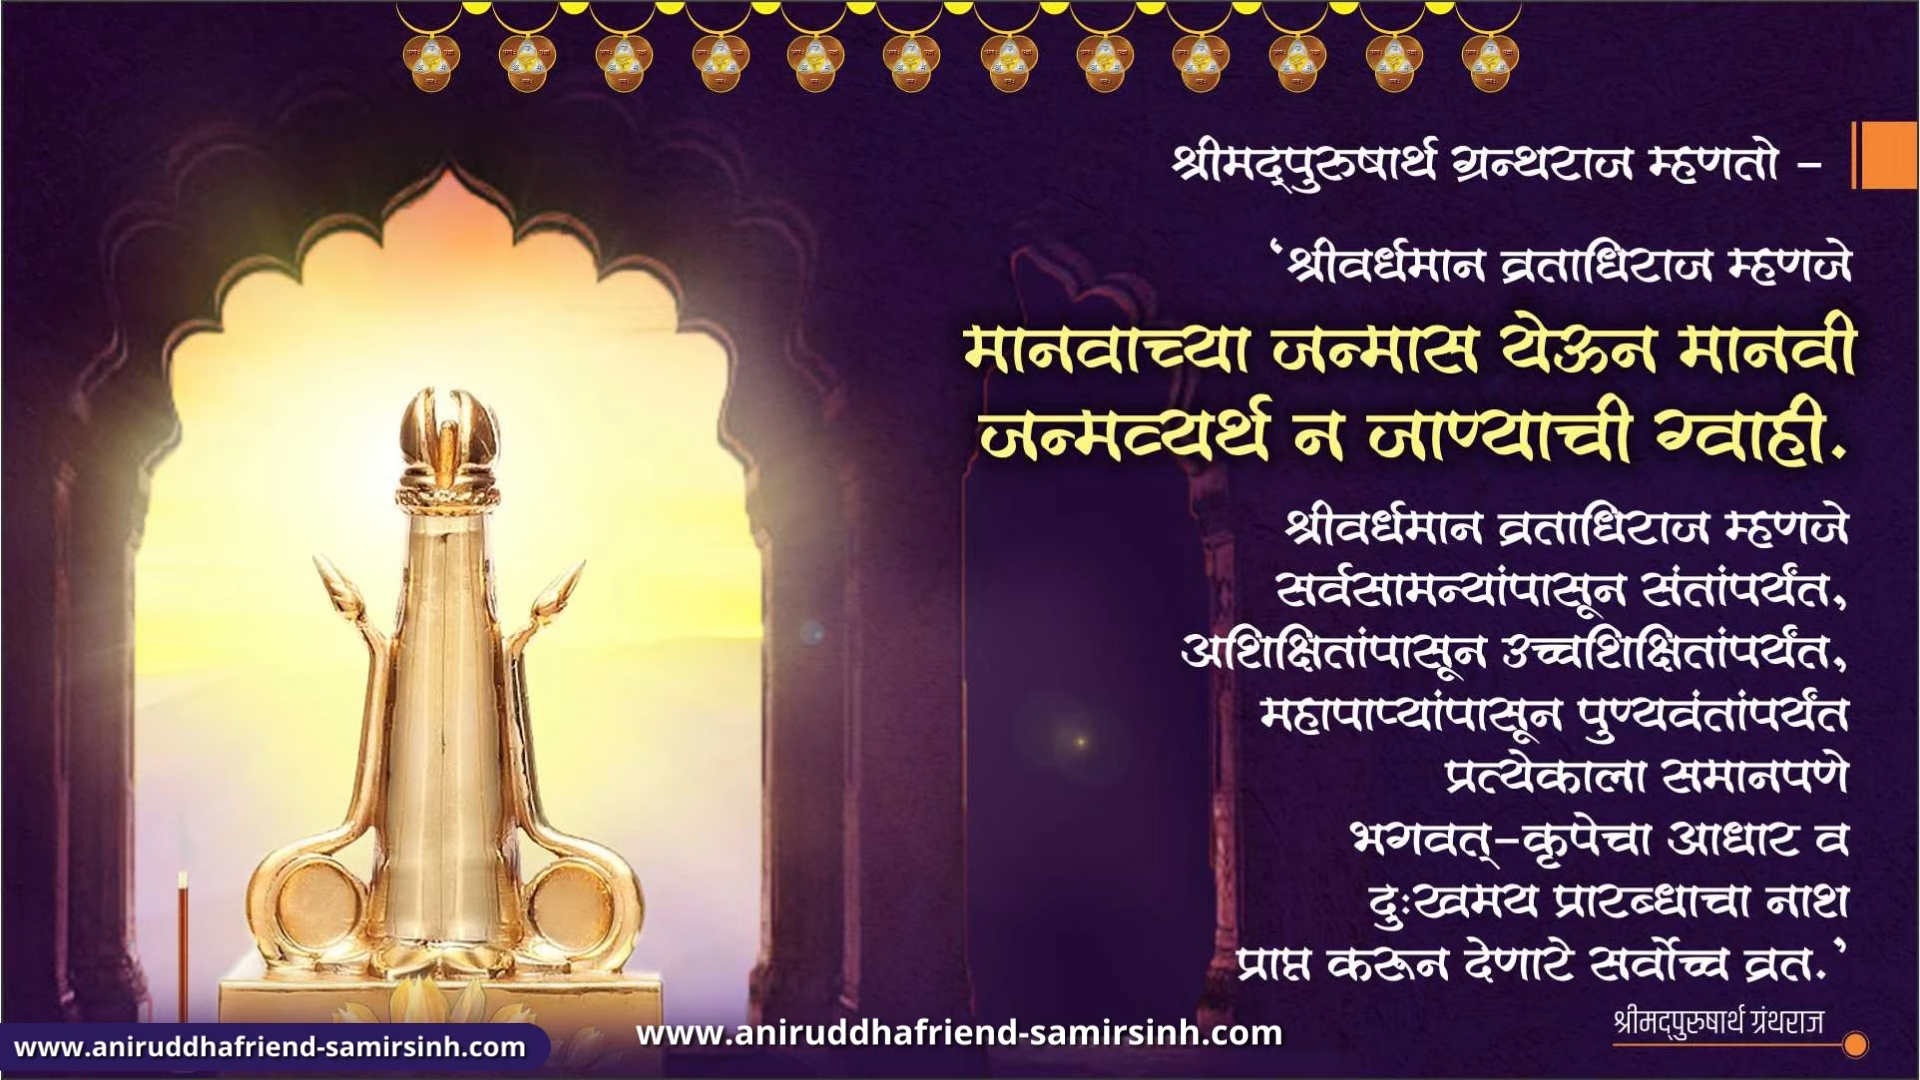 श्रीमद्पुरुषार्थ ग्रन्थराज म्हणतो –
‘श्रीवर्धमान व्रताधिराज म्हणजे
मानवाच्या जन्मास येऊन मानवी
जन्मव्यर्थ न जाण्याची ग्वाही.
श्रीवर्धमान व्रताधिराज म्हणजे
सर्वसामन्यांपासून संतांपर्यंत,
अशिक्षितांपासून उच्चशिक्षितांपर्यंत,
महापाप्यांपासून पुण्यवंतांपर्यंत
प्रत्येकाला समानपणे
भगवत्-कृपेचा आधार व
दुःखमय प्रारब्धाचा नाश
प्राप्त करून देणारे सर्वोच्च व्रत.’
श्रीमद्पुरुषार्थ ग्रंथराज
www.aniruddhafriend-samirsinh.com
www.aniruddhafriend-samirsinh.com